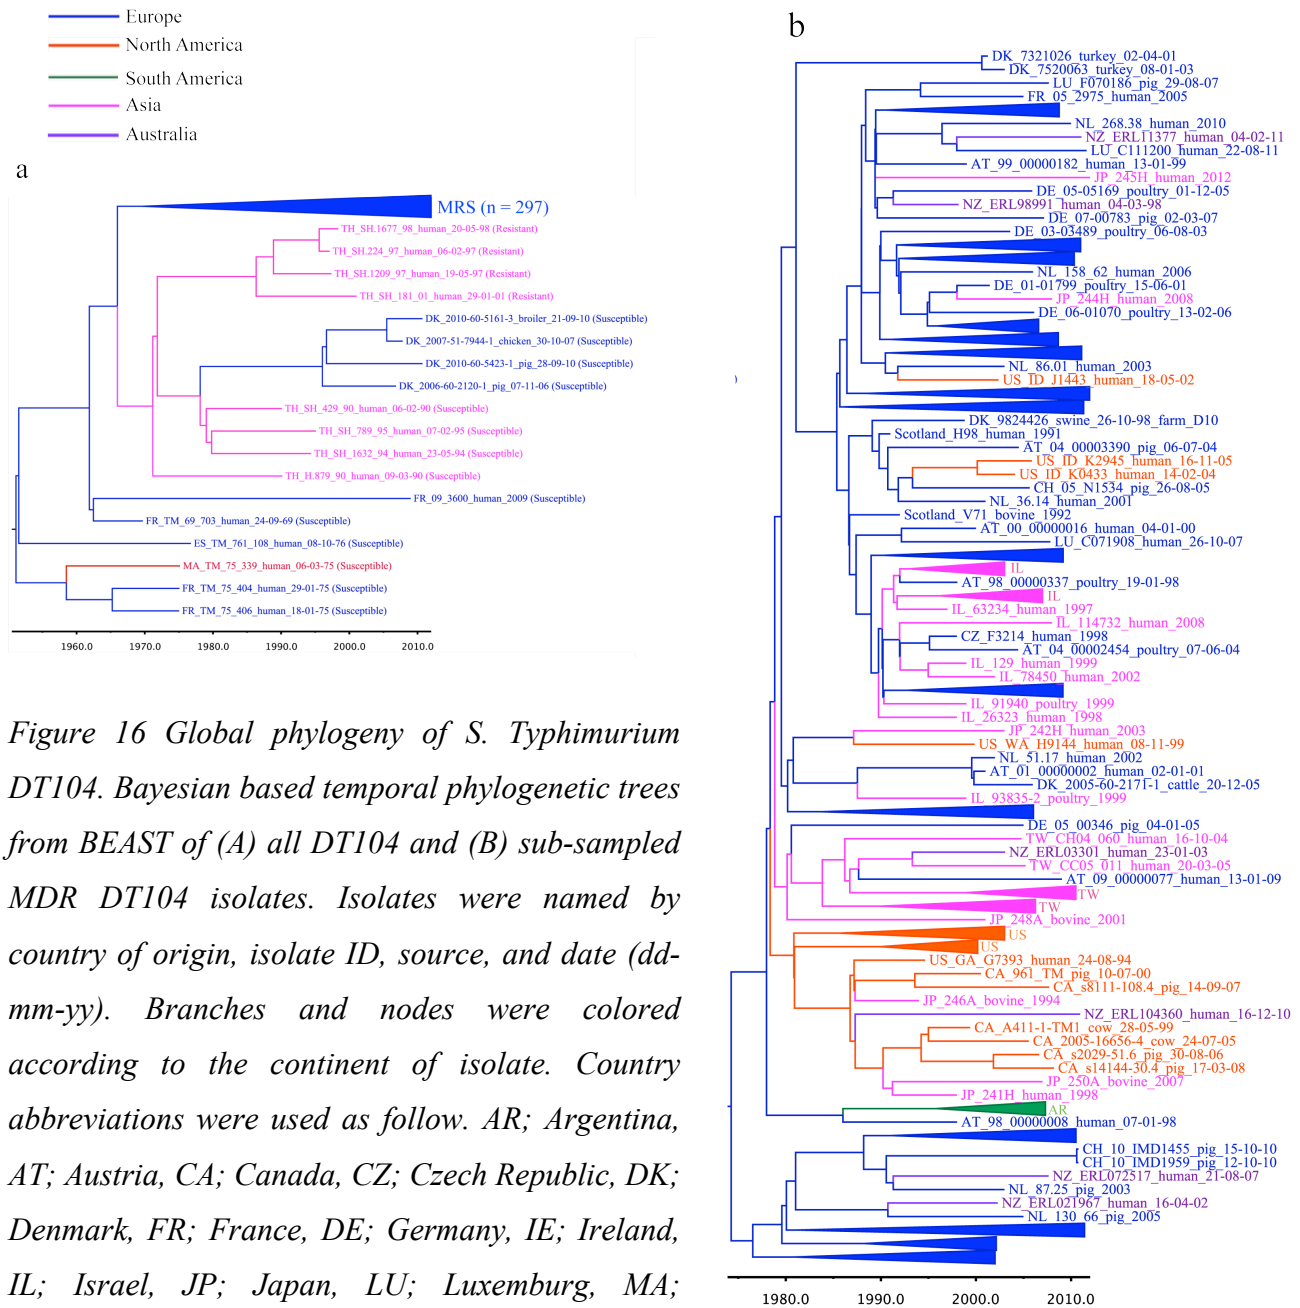 Europe
North America
South America
Asia
Australia
a
MRS (n = 297)
TH_SH.1677_98_human_20-05-98 (Resistant)
TH_SH.224_97_human_06-02-97 (Resistant)
TH_SH.1209_97_human_19-05-97 (Resistant)
TH_SH_181_01_human_29-01-01 (Resistant)
DK_2010-60-5161-3_broiler_21-09-10 (Susceptible)
DK_2007-51-7944-1_chicken_30-10-07 (Susceptible)
DK_2010-60-5423-1_pig_28-09-10 (Susceptible)
DK_2006-60-2120-1_pig_07-11-06 (Susceptible)
TH_SH_429_90_human_06-02-90 (Susceptible)
TH_SH_789_95_human_07-02-95 (Susceptible)
TH_SH_1632_94_human_23-05-94 (Susceptible)
TH_H.879_90_human_09-03-90 (Susceptible)
FR_09_3600_human_2009 (Susceptible)
FR_TM_69_703_human_24-09-69 (Susceptible)
ES_TM_761_108_human_08-10-76 (Susceptible)
MA_TM_75_339_human_06-03-75 (Susceptible)
FR_TM_75_404_human_29-01-75 (Susceptible)
FR_TM_75_406_human_18-01-75 (Susceptible)
1960.0 1970.0 1980.0 1990.0 2000.0 2010.0
Figure 16 Global phylogeny of S. Typhimurium
DT104. Bayesian based temporal phylogenetic trees
from BEAST of (A) all DT104 and (B) sub-sampled
MDR DT104 isolates. Isolates were named by
country of origin, isolate ID, source, and date (dd-
mm-yy). Branches and nodes were colored
according to the continent of isolate. Country
abbreviations were used as follow. AR; Argentina,
AT; Austria, CA; Canada, CZ; Czech Republic, DK;
Denmark, FR; France, DE; Germany, IE; Ireland,
IL; Israel, JP; Japan, LU; Luxemburg, MA;
b
DK_7321026_turkey_02-04-01
DK_7520063_turkey_08-01-03
LU_F070186_pig_29-08-07
FR_05_2975_human_2005
NL_268.38_human_2010
NZ_ERL11377_human_04-02-11
LU_C111200_human_22-08-11
AT_99_00000182_human_13-01-99
JP_245H_human_2012
DE_05-05169_poultry_01-12-05
NZ_ERL98991_human_04-03-98
DE_07-00783_pig_02-03-07
DE_03-03489_poultry_06-08-03
NL_158_62_human_2006
DE_01-01799_poultry_15-06-01
JP_244H_human_2008
DE_06-01070_poultry_13-02-06
NL_86.01_human_2003
US_ID_J1443_human_18-05-02
DK_9824426_swine_26-10-98_farm_D10
Scotland_H98_human_1991
AT_04_00003390_pig_06-07-04
US_ID_K2945_human_16-11-05
US_ID_K0433_human_14-02-04
CH_05_N1534_pig_26-08-05
NL_36.14_human_2001
Scotland_V71_bovine_1992
AT_00_00000016_human_04-01-00
LU_C071908_human_26-10-07
IL
AT_98_00000337_poultry_19-01-98
IL
IL_63234_human_1997
IL_114732_human_2008
CZ_F3214_human_1998
AT_04_00002454_poultry_07-06-04
IL_129_human_1999
IL_78450_human_2002
IL_91940_poultry_1999
IL_26323_human_1998
JP_242H_human_2003
US_WA_H9144_human_08-11-99
NL_51.17_human_2002
AT_01_00000002_human_02-01-01
DK_2005-60-2171-1_cattle_20-12-05
IL_93835-2_poultry_1999
DE_05_00346_pig_04-01-05
TW_CH04_060_human_16-10-04
NZ_ERL03301_human_23-01-03
TW_CC05_011_human_20-03-05
AT_09_00000077_human_13-01-09
TW
TW
JP_248A_bovine_2001
US
US
US_GA_G7393_human_24-08-94
CA_961_TM_pig_10-07-00
CA_s8111-108.4_pig_14-09-07
JP_246A_bovine_1994
NZ_ERL104360_human_16-12-10
CA_A411-1-TM1_cow_28-05-99
CA_2005-16656-4_cow_24-07-05
CA_s2029-51.6_pig_30-08-06
CA_s14144-30.4_pig_17-03-08
JP_250A_bovine_2007
JP_241H_human_1998
AR
AT_98_00000008_human_07-01-98
CH_10_IMD1455_pig_15-10-10
CH_10_IMD1959_pig_12-10-10
NZ_ERL072517_human_21-08-07
NL_87.25_pig_2003
NZ_ERL021967_human_16-04-02
NL_130_66_pig_2005
1980.0 1990.0 2000.0 2010.0